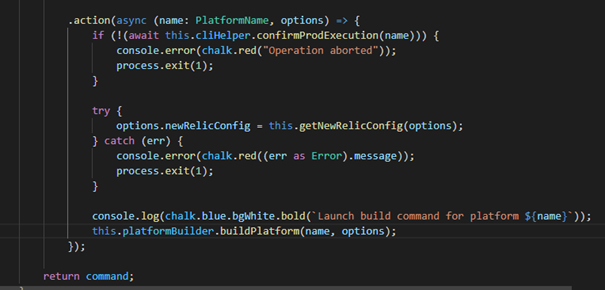 .action(async (name: PlatformName, options) => {
if (!(await this.cliHelper.confirmProdExecution(name))) {
console.error(chalk.red("Operation aborted"));
process.exit(1);
}
try {
options.newRelicConfig = this.getNewRelicConfig(options);
} catch (err) {
console.error(chalk.red((err as Error).message));
process.exit(1);
}
console.log(chalk.blue.bgWhite.bold(`Launch build command for platform ${name}`));
this.platformBuilder.buildPlatform(name, options);
});
return command;